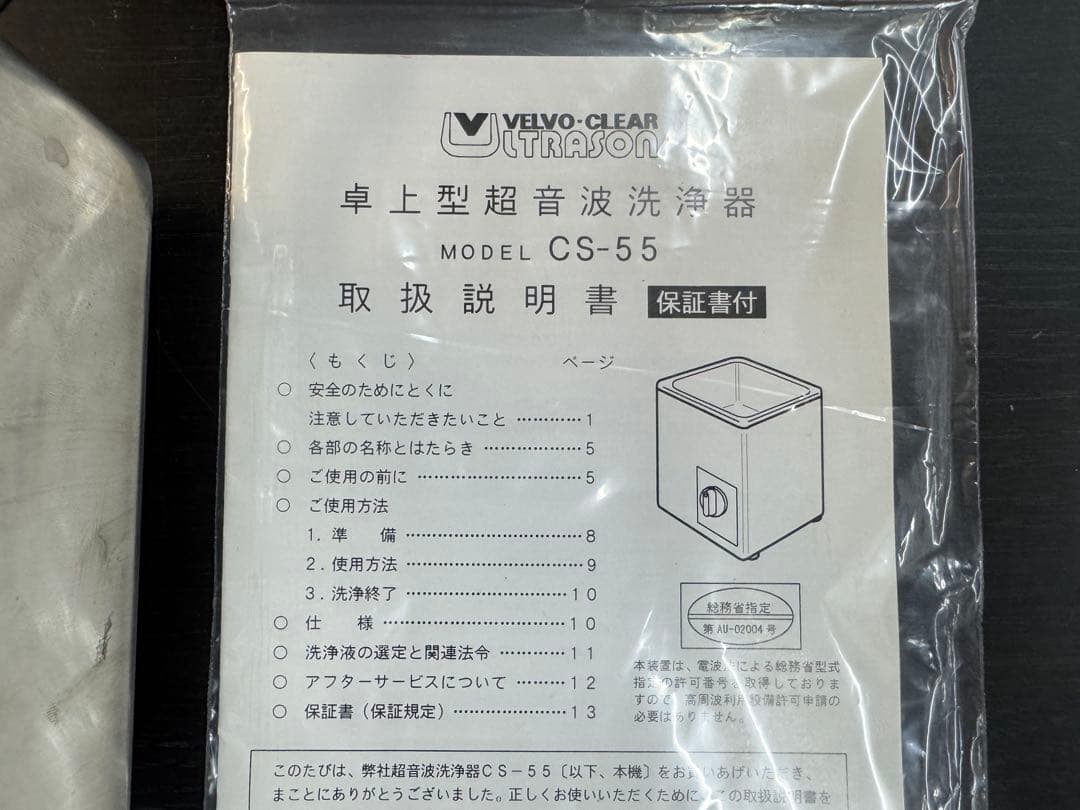 VELVO-CLEAR
ULTRASON
卓上型超音波洗浄器
MODEL CS-55
取扱説明書 保証書付
〈もくじ〉 ページ
○ 安全のためにとくに
注意していただきたいこと …………1
○ 各部の名称とはたらき ………………5
○ ご使用の前に …………………………5
○ ご使用方法
1. 準 備 …………………………8
2. 使用方法 …………………………9
3. 洗浄終了 ………………………10
○ 仕 様 …………………………10
○ 洗浄液の選定と関連法令 …………11
○ アフターサービスについて …………12
○ 保証書(保証規定) ………………13
総務省指定
第 AU-02004 号
本装置は、電波法による総務省型式
指定の許可番号を取得しておりま
すので、高周波利用設備許可申請の
必要はありません。
このたびは、弊社超音波洗浄器CS-55〔以下、本機〕をお買いあげいただき、
まことにありがとうございました。正しくお使いいただくために、この取扱説明書を